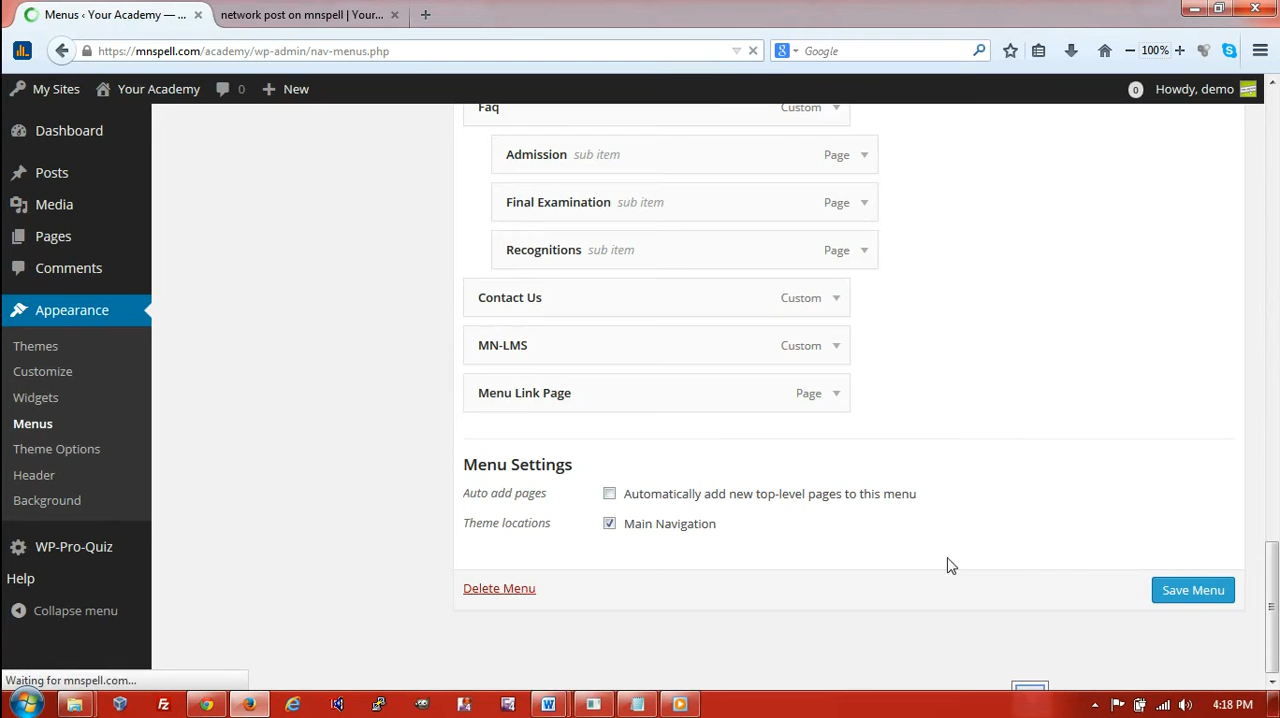 Menus ‹ Your Academy — ...
network post on mnspell | Your...
https://mnspell.com/academy/wp-admin/nav-menus.php
Google
100%
My Sites
Your Academy
0
New
0
Howdy, demo
Dashboard
Posts
Media
Pages
Comments
Appearance
Themes
Customize
Widgets
Menus
Theme Options
Header
Background
WP-Pro-Quiz
Help
Collapse menu
Faq Custom
Admission sub item Page
Final Examination sub item Page
Recognitions sub item Page
Contact Us Custom
MN-LMS Custom
Menu Link Page Page
Menu Settings
Auto add pages Automatically add new top-level pages to this menu
Theme locations Main Navigation
Delete Menu
Save Menu
Waiting for mnspell.com...
4:18 PM